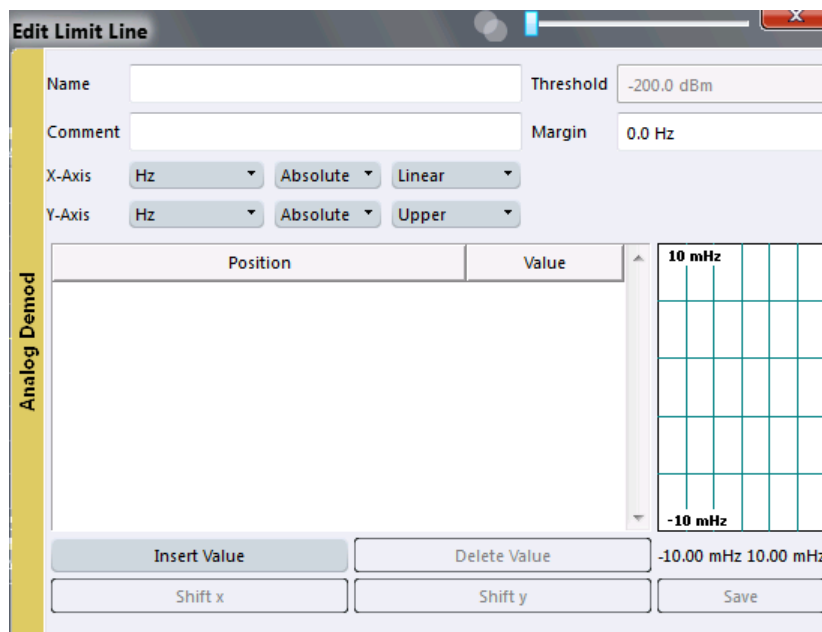 Edit Limit Line
X
Analog Demod
Name Threshold -200.0 dBm
Comment Margin 0.0 Hz
X-Axis Hz Absolute Linear
Y-Axis Hz Absolute Upper
Position Value
10 mHz
-10 mHz
Insert Value Delete Value -10.00 mHz 10.00 mHz
Shift x Shift y Save